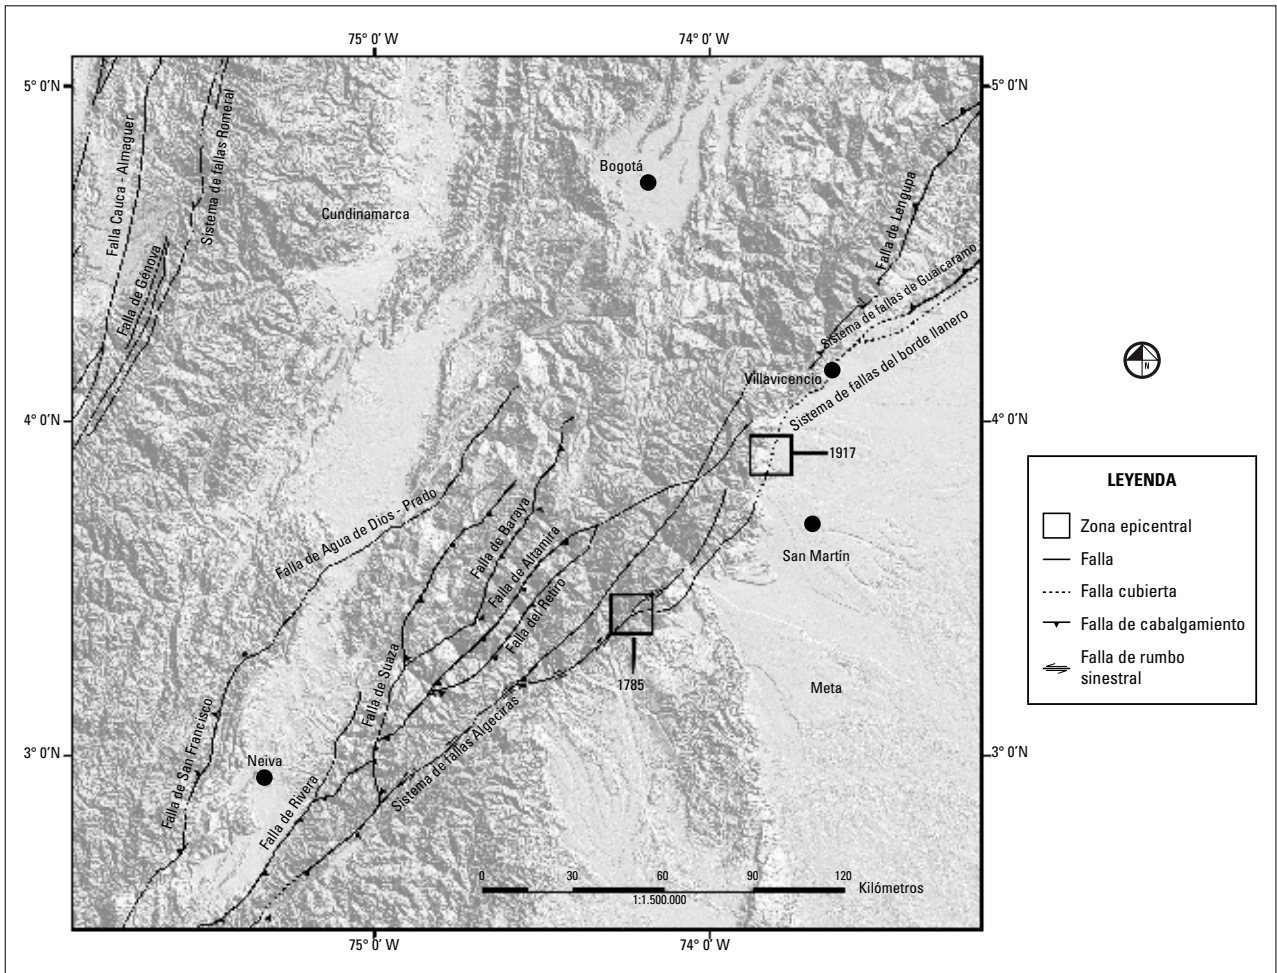 75° 0' W
74° 0' W
5° 0'N
5° 0'N
Falla Cauca - Almaguer
Sistema de fallas Romeral
Falla de Génova
Bogotá
Cundinamarca
Falla de Lengupa
Sistema de fallas de Guaicaramo
Villavicencio
Sistema de fallas del borde llanero
4° 0'N
4° 0'N
1917
San Martín
Falla de Agua de Dios - Prado
Falla de Baraya
Falla de Altamira
Falla del Retiro
Falla de Suaza
1785
Meta
Sistema de fallas Algeciras
3° 0'N
3° 0'N
Falla de San Francisco
Neiva
Falla de Rivera
0
30
60
90
120
Kilómetros
1:1.500.000
75° 0' W
74° 0' W
N
LEYENDA
Zona epicentral
Falla
Falla cubierta
Falla de cabalgamiento
Falla de rumbo
sinestral